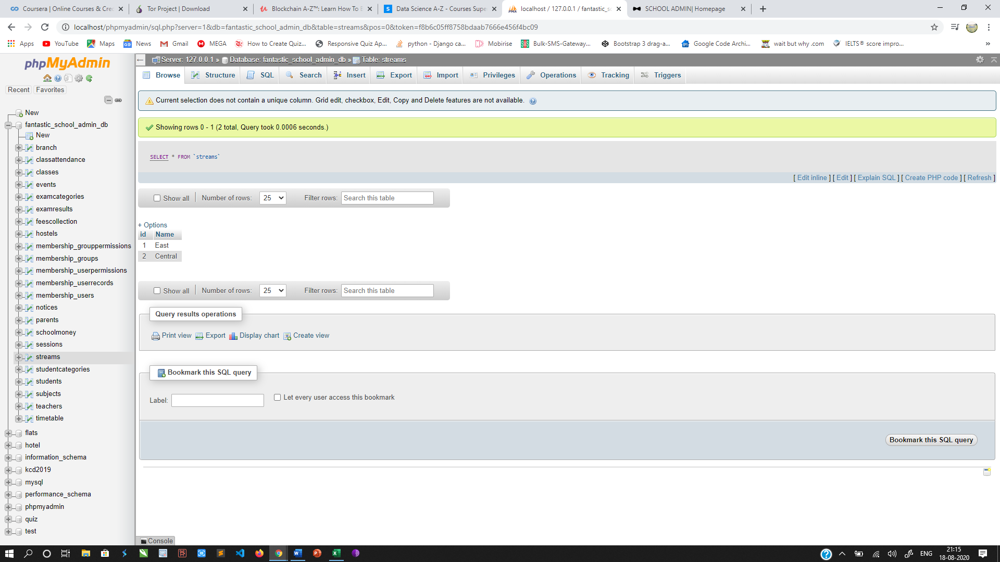 Coursera | Online Courses & Cre
Tor Project | Download
Blockchain A-Z™: Learn How To B
Data Science A-Z - Courses Supe
localhost / 127.0.0.1 / fantastic_sc
SCHOOL ADMIN| Homepage
localhost/phpmyadmin/sql.php?server=1&db=fantastic_school_admin_db&table=streams&pos=0&token=f8b6c05ff8758bdaab7666e456f4bc09
Apps
YouTube
Maps
News
Gmail
MEGA
How to Create Quiz...
Responsive Quiz Ap...
python - Django ca...
Mobirise
Bulk-SMS-Gateway...
Bootstrap 3 drag-a...
Google Code Archi...
wait but why .com
IELTS® score impro...
»
phpMyAdmin
Recent
Favorites
New
fantastic_school_admin_db
New
branch
classattendance
classes
events
examcategories
examresults
feescollection
hostels
membership_grouppermissions
membership_groups
membership_userpermissions
membership_userrecords
membership_users
notices
parents
schoolmoney
sessions
streams
studentcategories
students
subjects
teachers
timetable
flats
hotel
information_schema
kcd2019
mysql
performance_schema
phpmyadmin
quiz
test
Server: 127.0.0.1 » Database: fantastic_school_admin_db » Table: streams
Browse
Structure
SQL
Search
Insert
Export
Import
Privileges
Operations
Tracking
Triggers
Current selection does not contain a unique column. Grid edit, checkbox, Edit, Copy and Delete features are not available.
Showing rows 0 - 1 (2 total, Query took 0.0006 seconds.)
SELECT * FROM `streams`
[ Edit inline ] [ Edit ] [ Explain SQL ] [ Create PHP code ] [ Refresh ]
Show all
Number of rows: 25
Filter rows: Search this table
+ Options
id Name
1 East
2 Central
Show all
Number of rows: 25
Filter rows: Search this table
Query results operations
Print view
Export
Display chart
Create view
Bookmark this SQL query
Label:
Let every user access this bookmark
Bookmark this SQL query
Console
ENG
21:15
18-08-2020